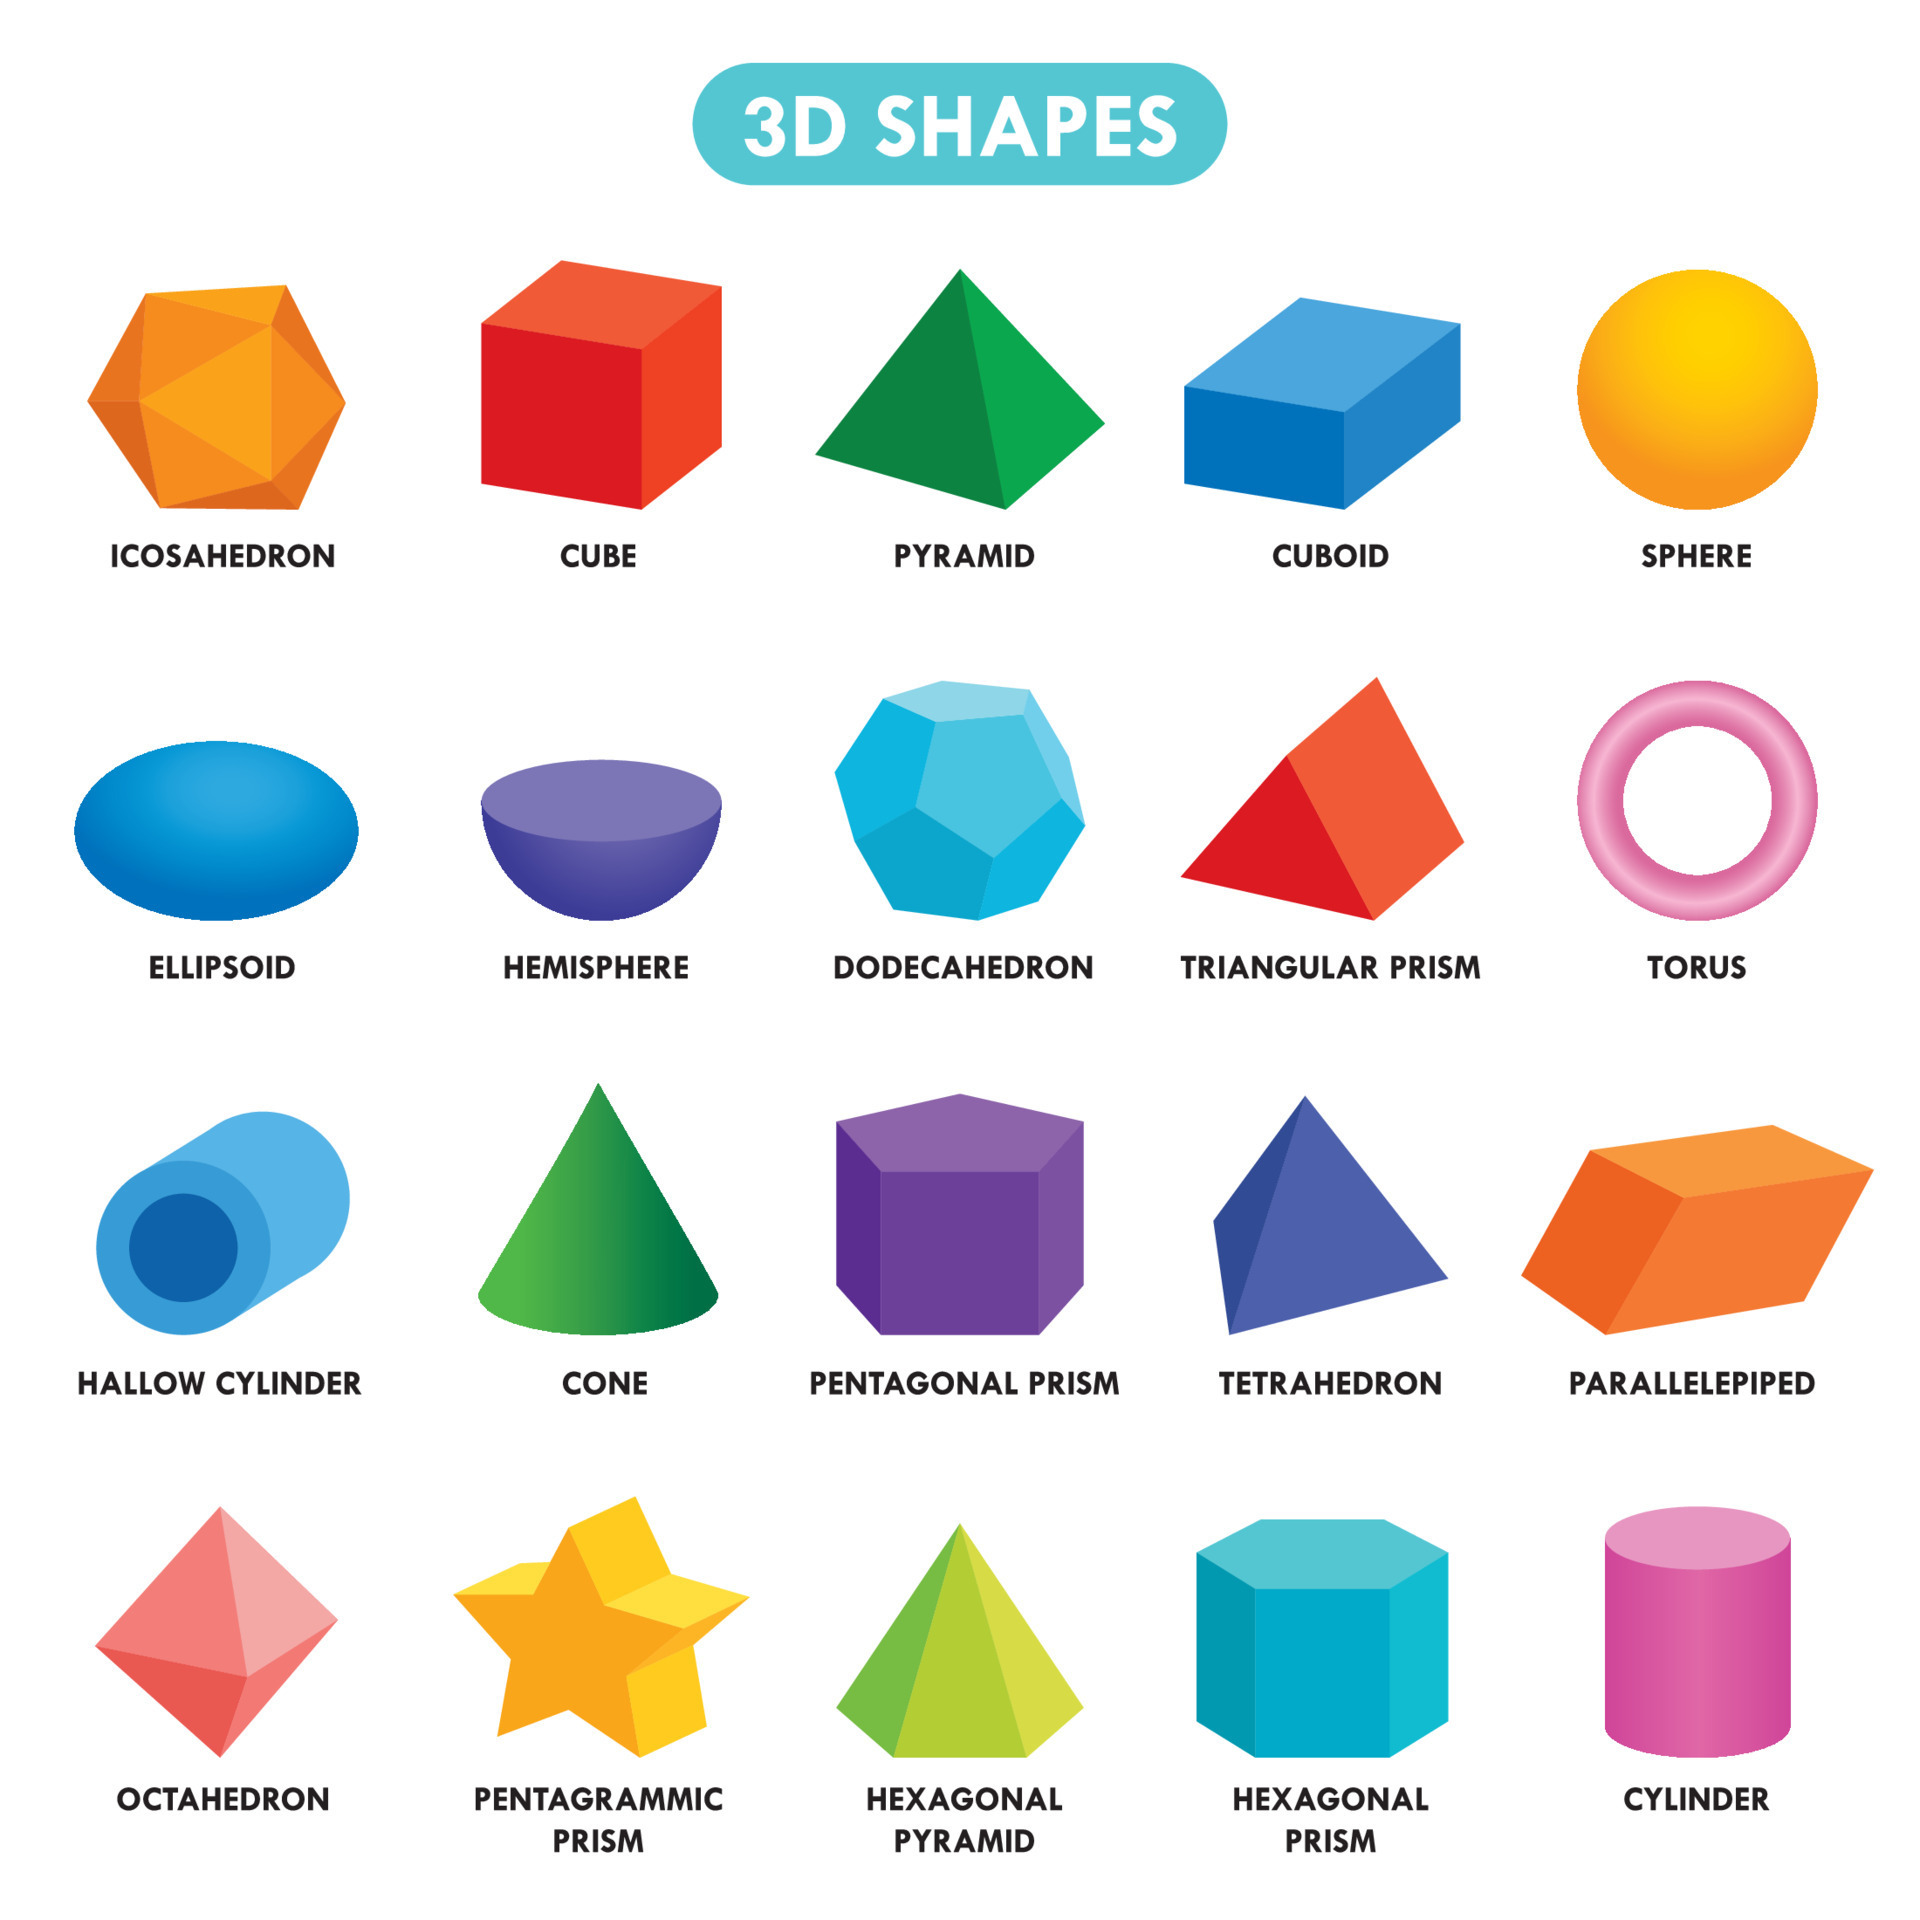 3D SHAPES
ICOSAHEDRON
CUBE
PYRAMID
CUBOID
SPHERE
ELLIPSOID
HEMISPHERE
DODECAHEDRON
TRIANGULAR PRISM
TORUS
HALLOW CYLINDER
CONE
PENTAGONAL PRISM
TETRAHEDRON
PARALLELEPIPED
OCTAHEDRON
PENTAGRAMMIC
PRISM
HEXAGONAL
PYRAMID
HEXAGONAL
PRISM
CYLINDER